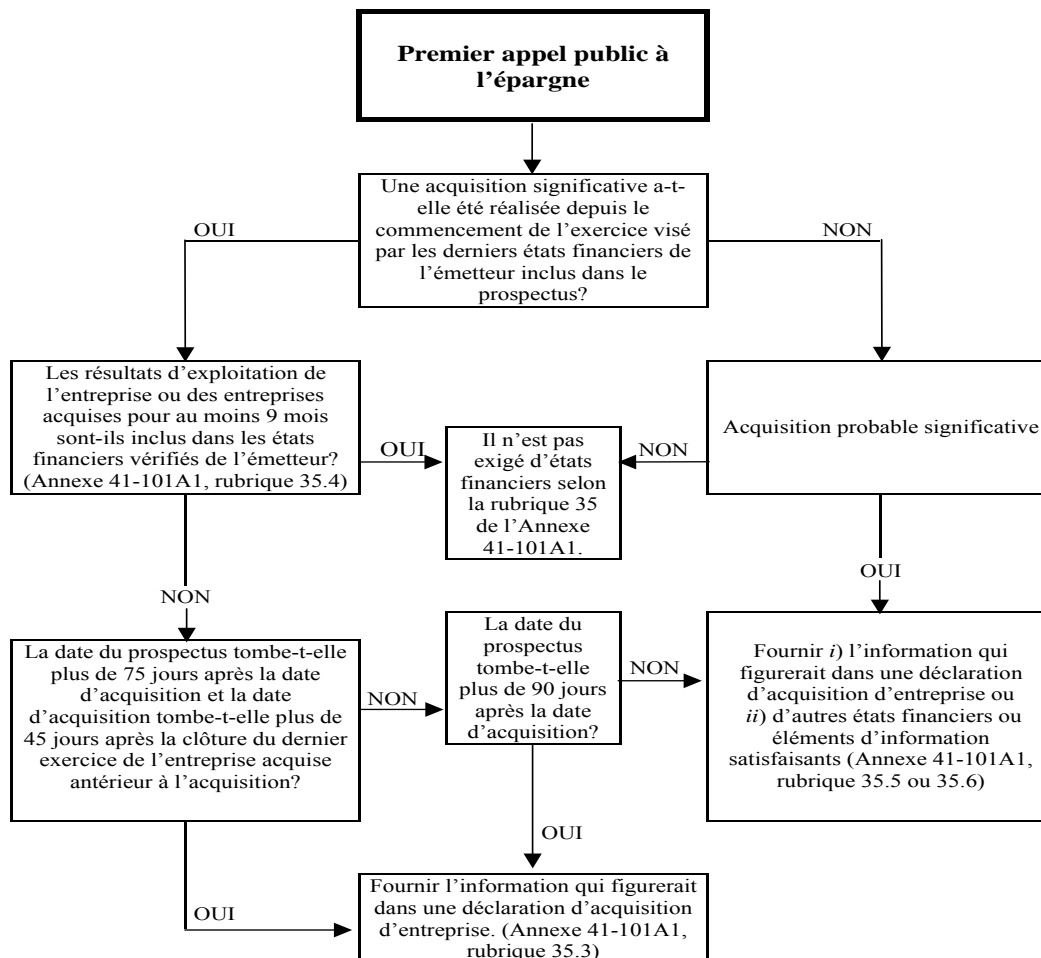 Premier appel public à
l’épargne
Une acquisition significative a-t-
elle été réalisée depuis le
commencement de l’exercice visé
par les derniers états financiers de
l’émetteur inclus dans le
prospectus?
OUI
NON
Les résultats d’exploitation de
l’entreprise ou des entreprises
acquises pour au moins 9 mois
sont-ils inclus dans les états
financiers vérifiés de l’émetteur?
(Annexe 41-101A1, rubrique 35.4)
OUI
Il n’est pas
exigé d’états
financiers selon
la rubrique 35
de l’Annexe
41-101A1.
NON
Acquisition probable significative
NON
OUI
La date du prospectus tombe-t-elle
plus de 75 jours après la date
d’acquisition et la date
d’acquisition tombe-t-elle plus de
45 jours après la clôture du dernier
exercice de l’entreprise acquise
antérieur à l’acquisition?
NON
La date du
prospectus
tombe-t-elle
plus de 90 jours
après la date
d’acquisition?
NON
Fournir i) l’information qui
figurerait dans une déclaration
d’acquisition d’entreprise ou
ii) d’autres états financiers ou
éléments d’information
satisfaisants (Annexe 41-101A1,
rubrique 35.5 ou 35.6)
OUI
OUI
Fournir l’information qui figurerait
dans une déclaration d’acquisition
d’entreprise. (Annexe 41-101A1,
rubrique 35.3)